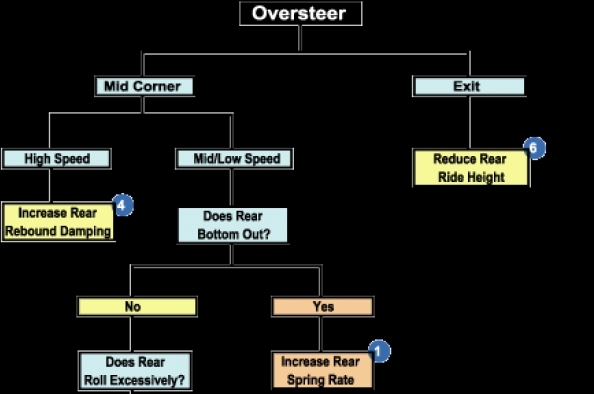 Oversteer
Mid Corner
Exit
High Speed
Mid/Low Speed
6
Reduce Rear
Ride Height
4
Increase Rear
Rebound Damping
Does Rear
Bottom Out?
No
Yes
Does Rear
Roll Excessively?
1
Increase Rear
Spring Rate